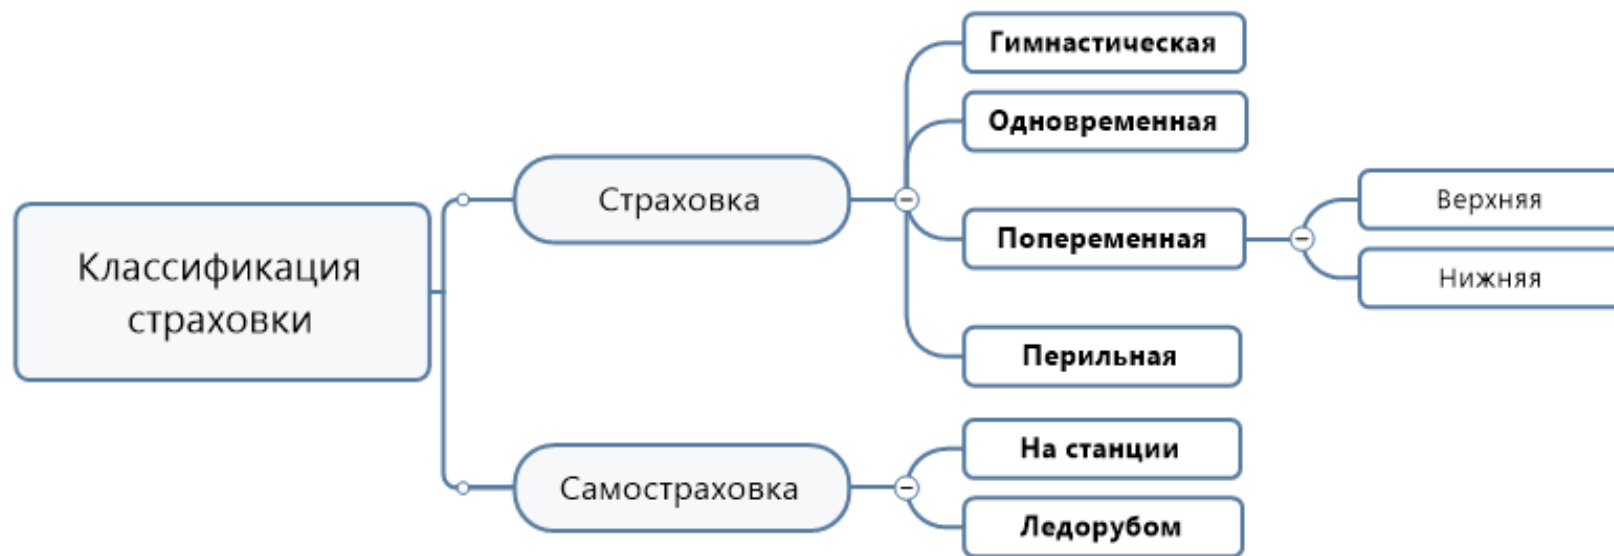 Классификация
страховки
Страховка
Гимнастическая
Одновременная
Попеременная
Верхняя
Нижняя
Перильная
Самостраховка
На станции
Ледорубом